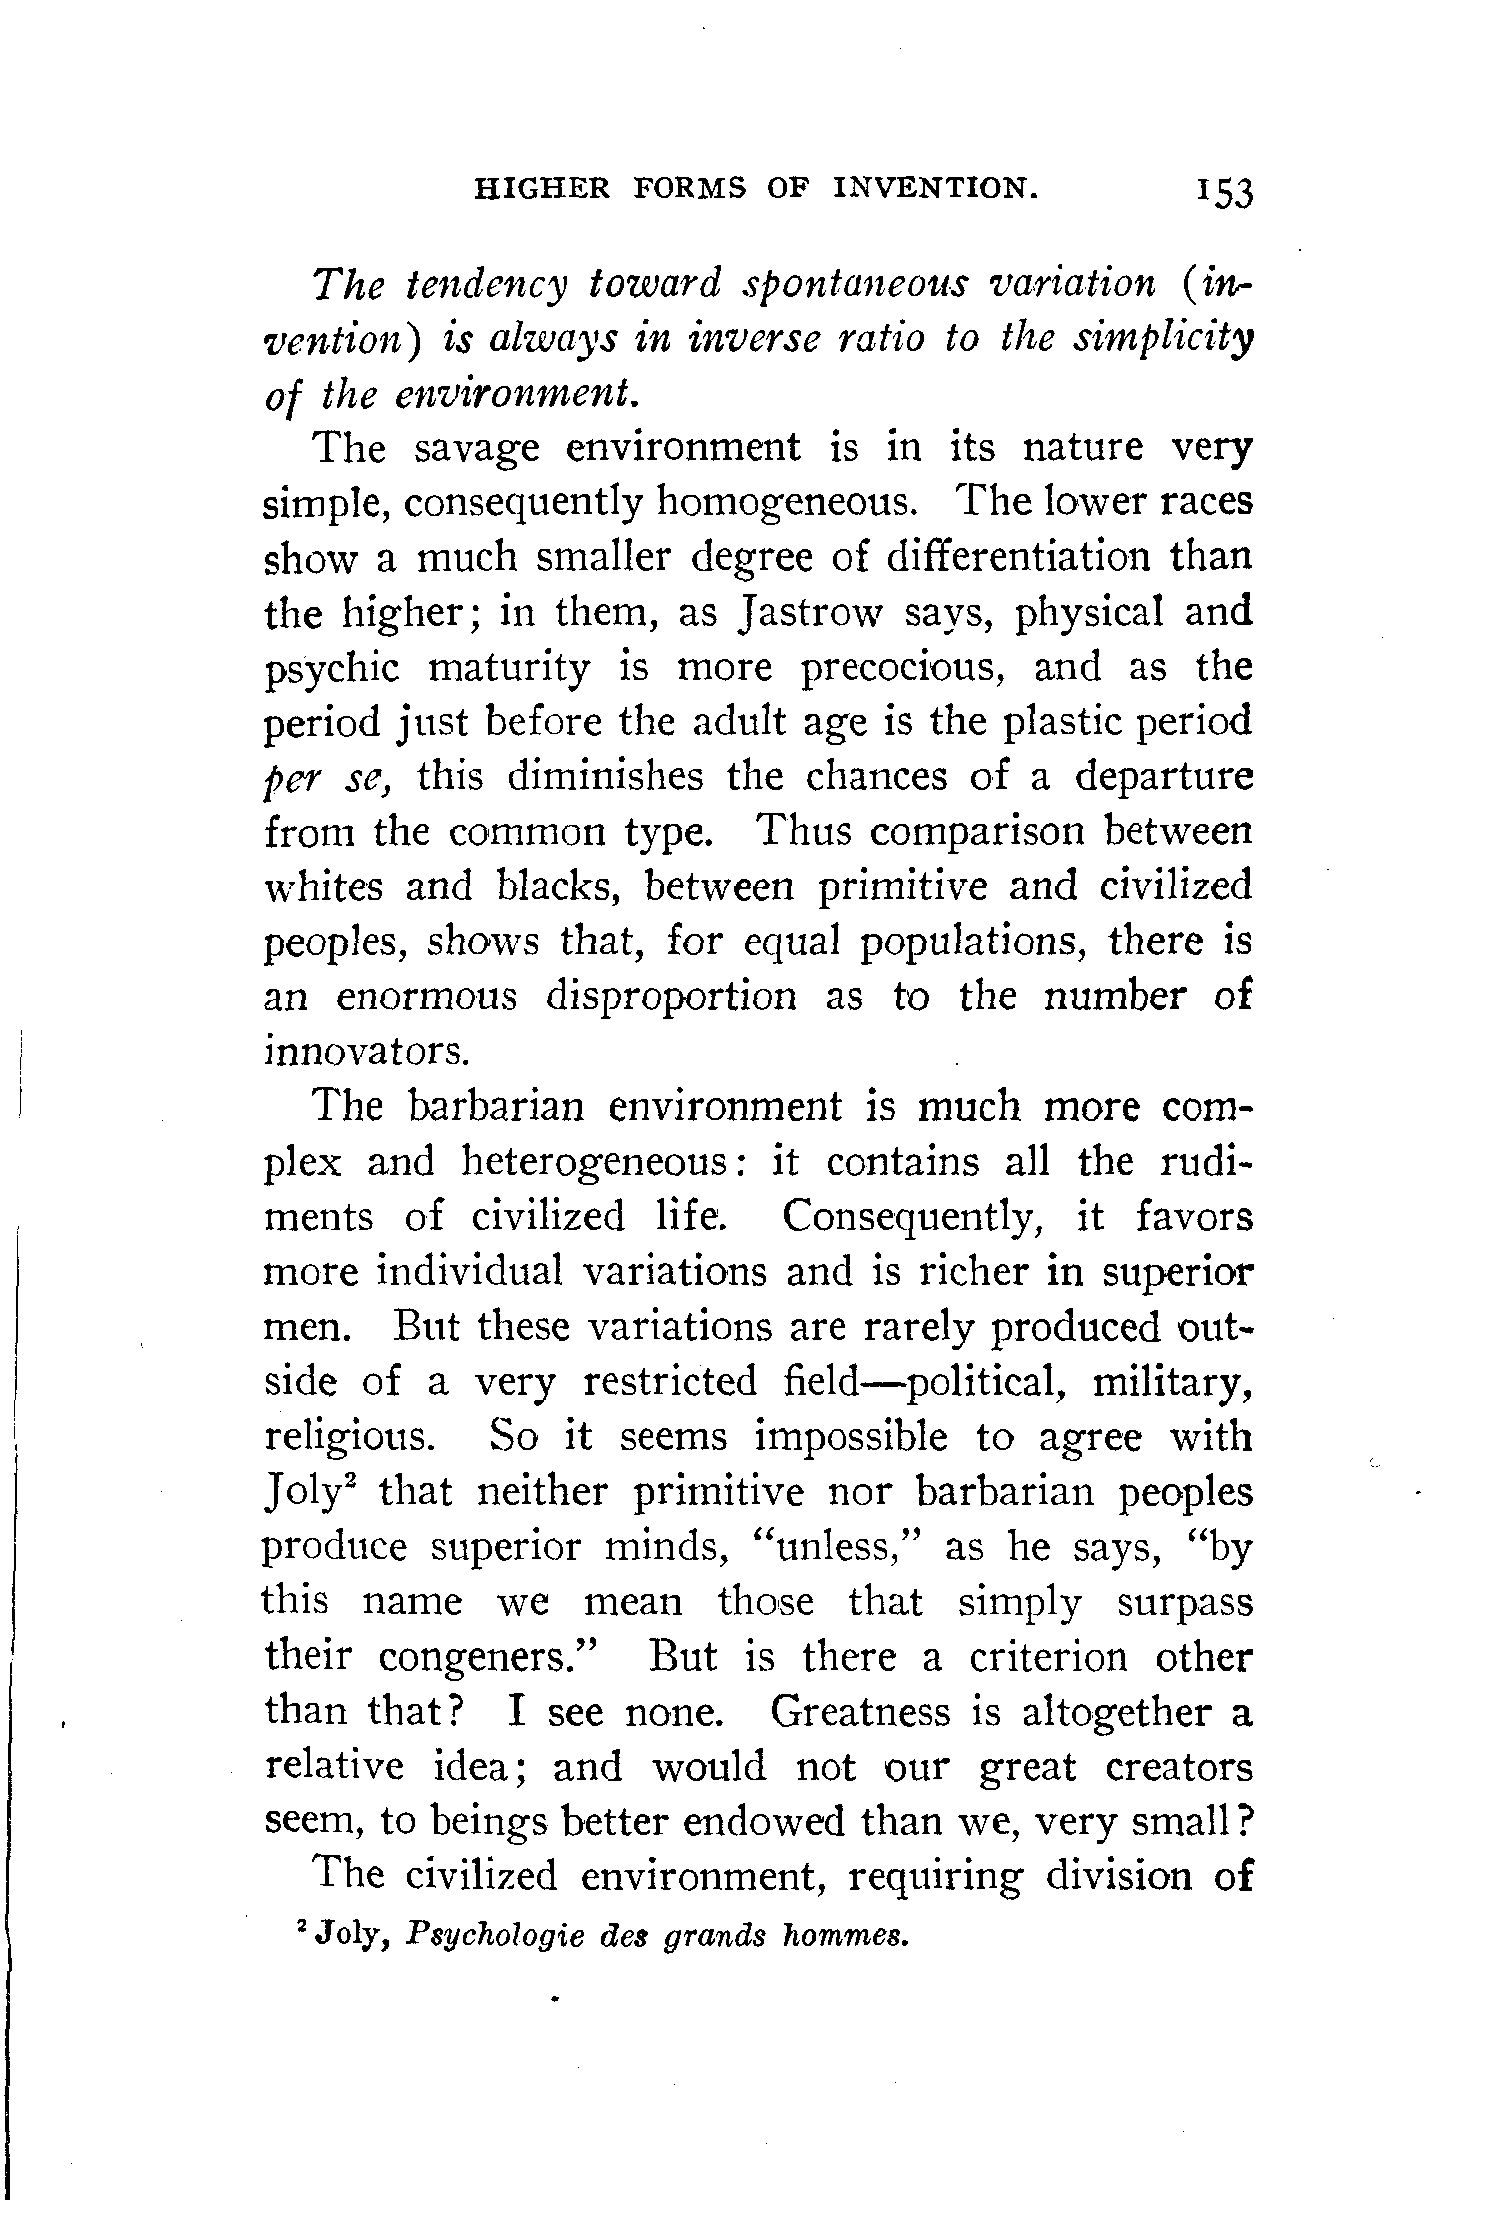 HIGHER FORMS OF INVENTION. 153
The tendency toward spontaneous variation (in-
vention) is always in inverse ratio to the simplicity
of the environment.
The savage environment is in its nature very
simple, consequently homogeneous. The lower races
show a much smaller degree of differentiation than
the higher; in them, as Jastrow says, physical and
psychic maturity is more precocious, and as the
period just before the adult age is the plastic period
per se, this diminishes the chances of a departure
from the common type. Thus comparison between
whites and blacks, between primitive and civilized
peoples, shows that, for equal populations, there is
an enormous disproportion as to the number of
innovators.
The barbarian environment is much more com-
plex and heterogeneous: it contains all the rudi-
ments of civilized life. Consequently, it favors
more individual variations and is richer in superior
men. But these variations are rarely produced out-
side of a very restricted field—political, military,
religious. So it seems impossible to agree with
Joly² that neither primitive nor barbarian peoples
produce superior minds, “unless,” as he says, “by
this name we mean those that simply surpass
their congeners.” But is there a criterion other
than that? I see none. Greatness is altogether a
relative idea; and would not our great creators
seem, to beings better endowed than we, very small?
The civilized environment, requiring division of
² Joly, Psychologie des grands hommes.